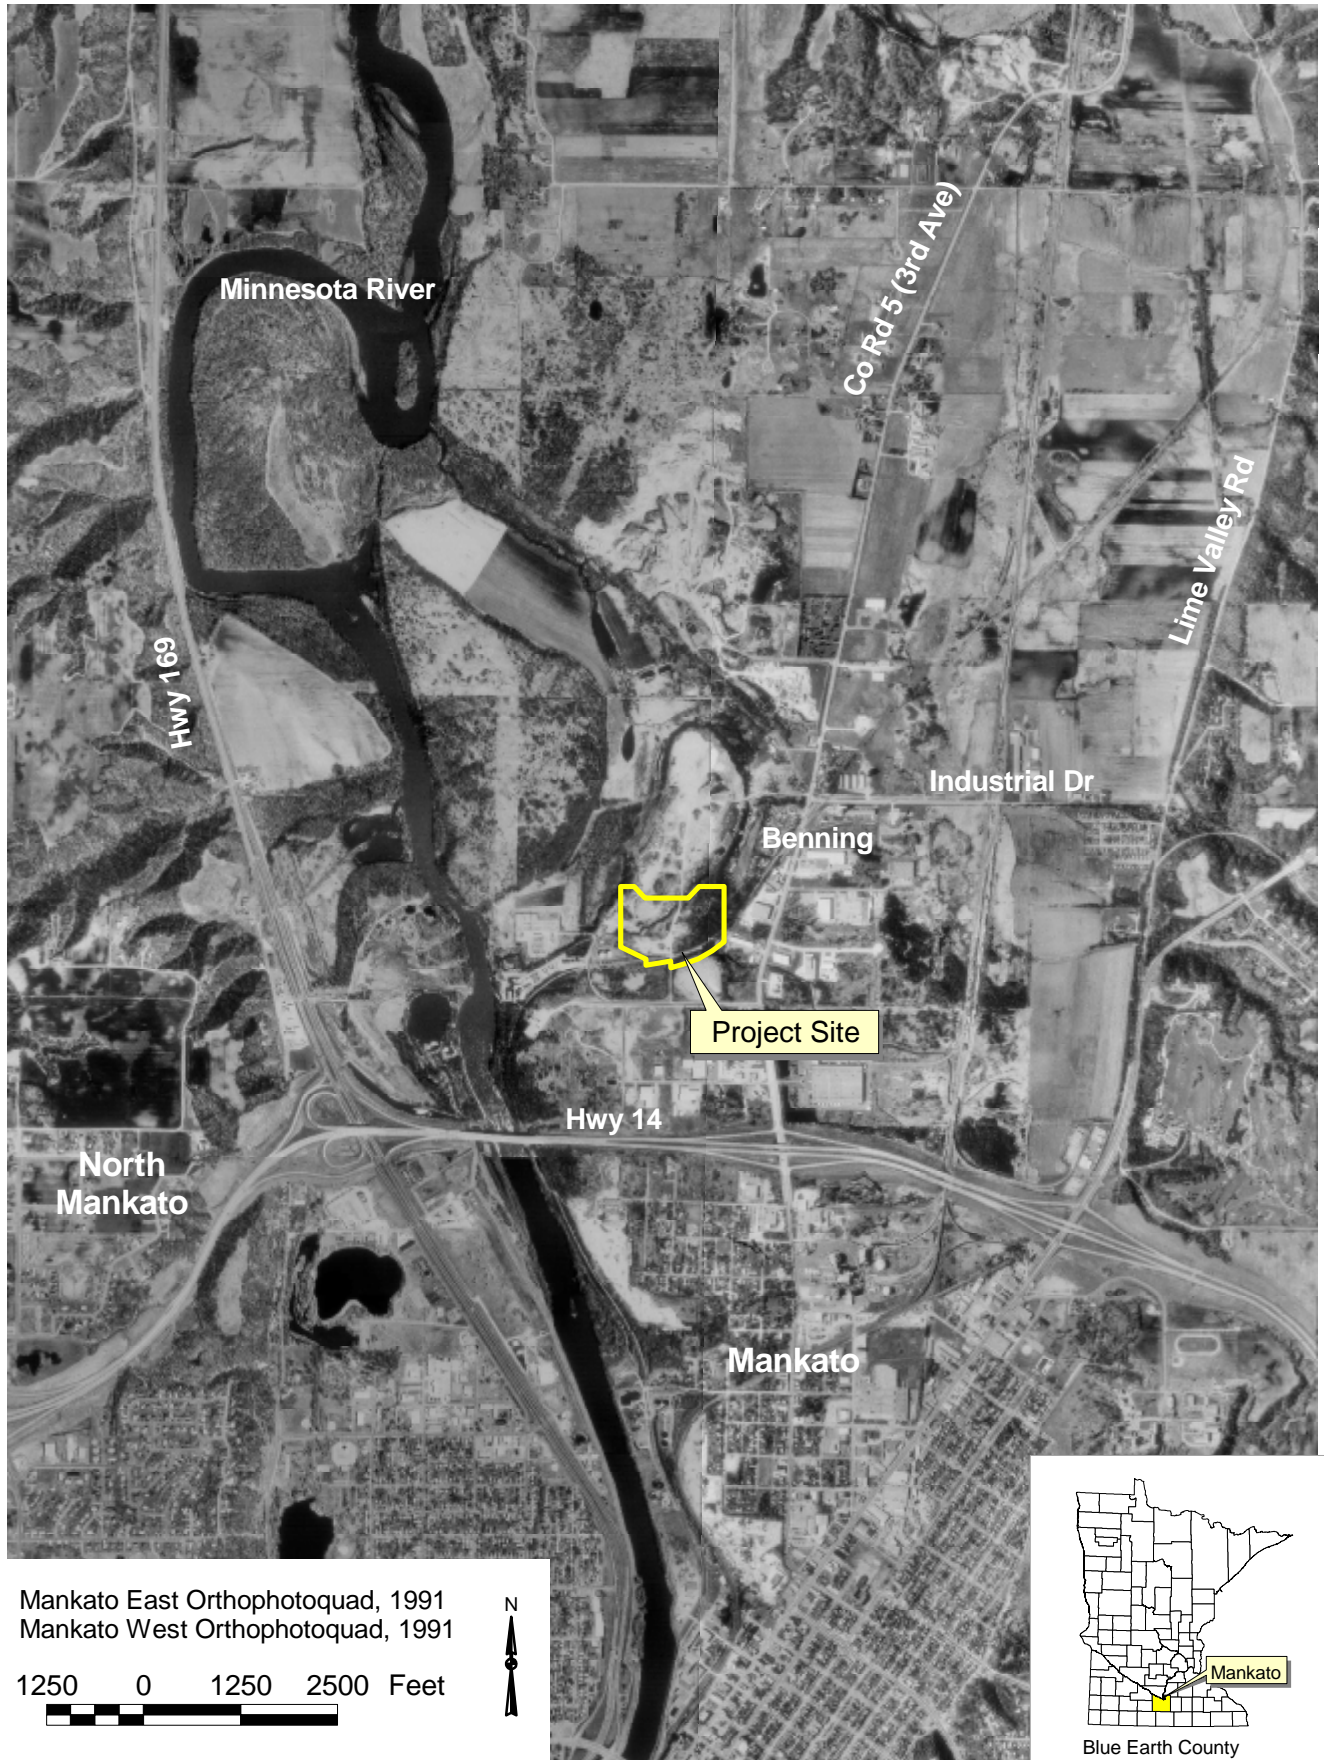 Minnesota River
Co Rd 5 (3rd Ave)
Lime Valley Rd
Hwy 169
Industrial Dr
Benning
Project Site
Hwy 14
North
Mankato
Mankato
Mankato East Orthophotoquad, 1991
Mankato West Orthophotoquad, 1991
N
1250 0 1250 2500 Feet
Mankato
Blue Earth County